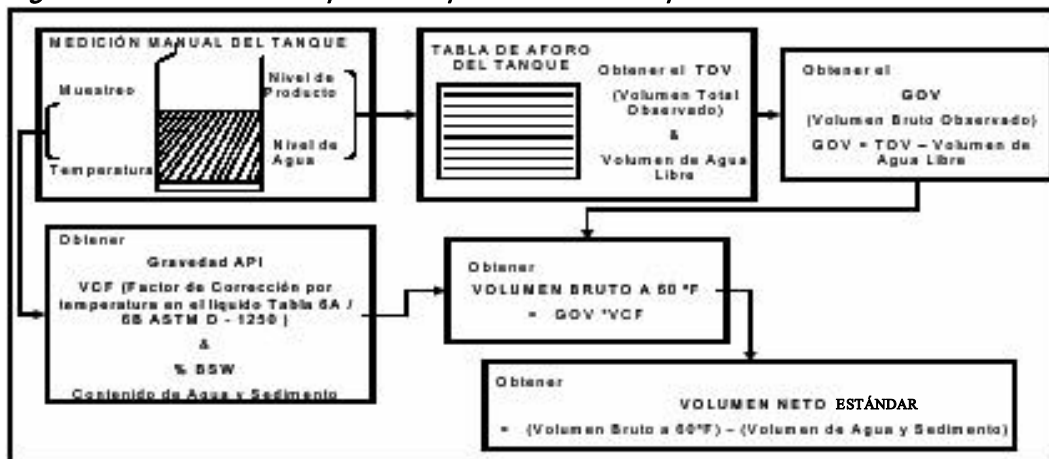 MEDICIÓN MANUAL DEL TANQUE
Muestreo
Temperatura
Nivel de
Producto
Nivel de
Agua
TABLA DE AFORO
DEL TANQUE
Obtener el TOV
(Volumen Total
Observado)
&
Volumen de Agua
Libre
Obtener el
GOV
(Volumen Bruto Observado)
GOV = TOV – Volumen de
Agua Libre
Obtener
Gravedad API
VCF (Factor de Corrección por
temperatura en el liquido Tabla 6A /
6B ASTM D - 1250 )
&
% BSW
Contenido de Agua y Sedimento
Obtener
VOLUMEN BRUTO A 60 °F
= GOV *VCF
Obtener
VOLUMEN NETO ESTÁNDAR
= (Volumen Bruto a 60°F) – (Volumen de Agua y Sedimento)